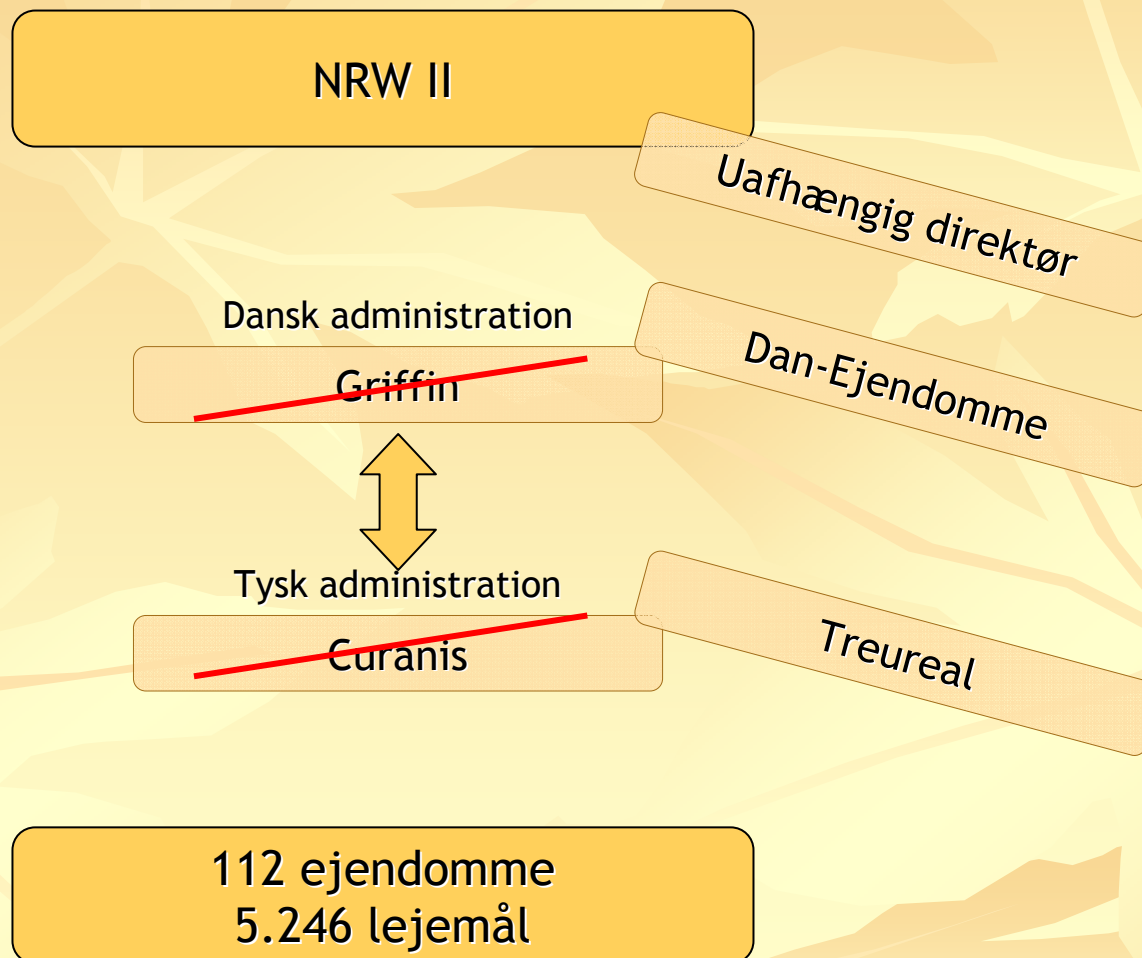 NRW II
Uafhængig direktør
Dansk administration
Griffin
Dan-Ejendomme
Tysk administration
Curanis
Treureal
112 ejendomme
5.246 lejemål